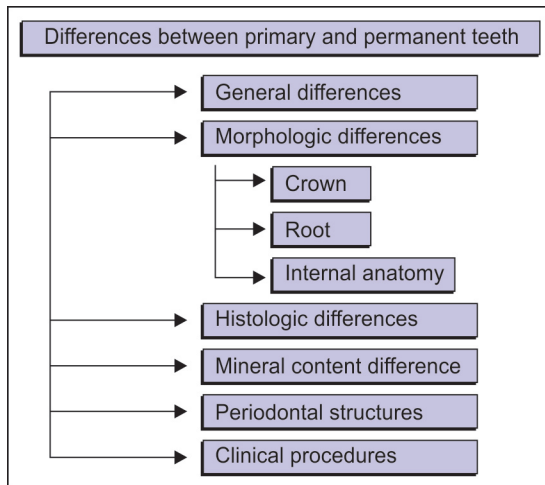 Differences between primary and permanent teeth
General differences
Morphologic differences
Crown
Root
Internal anatomy
Histologic differences
Mineral content difference
Periodontal structures
Clinical procedures